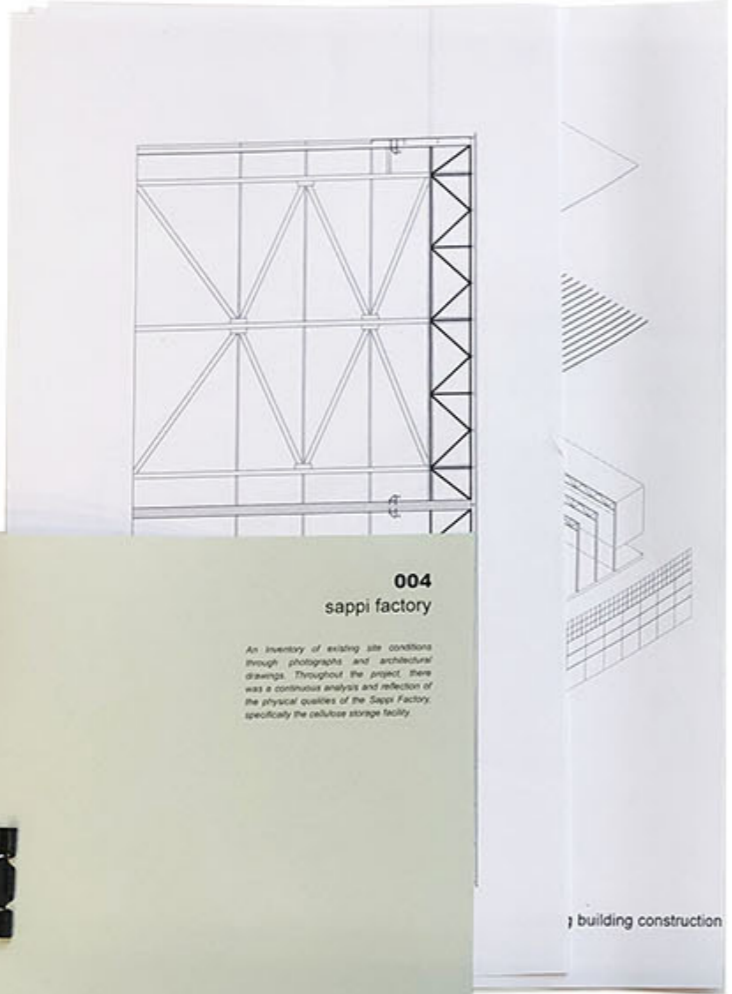 004
sappi factory
An Inventory of existing site conditions
through photographs and architectural
drawings. Throughout the project, there
was a continuous analysis and reflection of
the physical qualities of the Sappi Factory,
specifically the cellulose storage facility.
g building construction